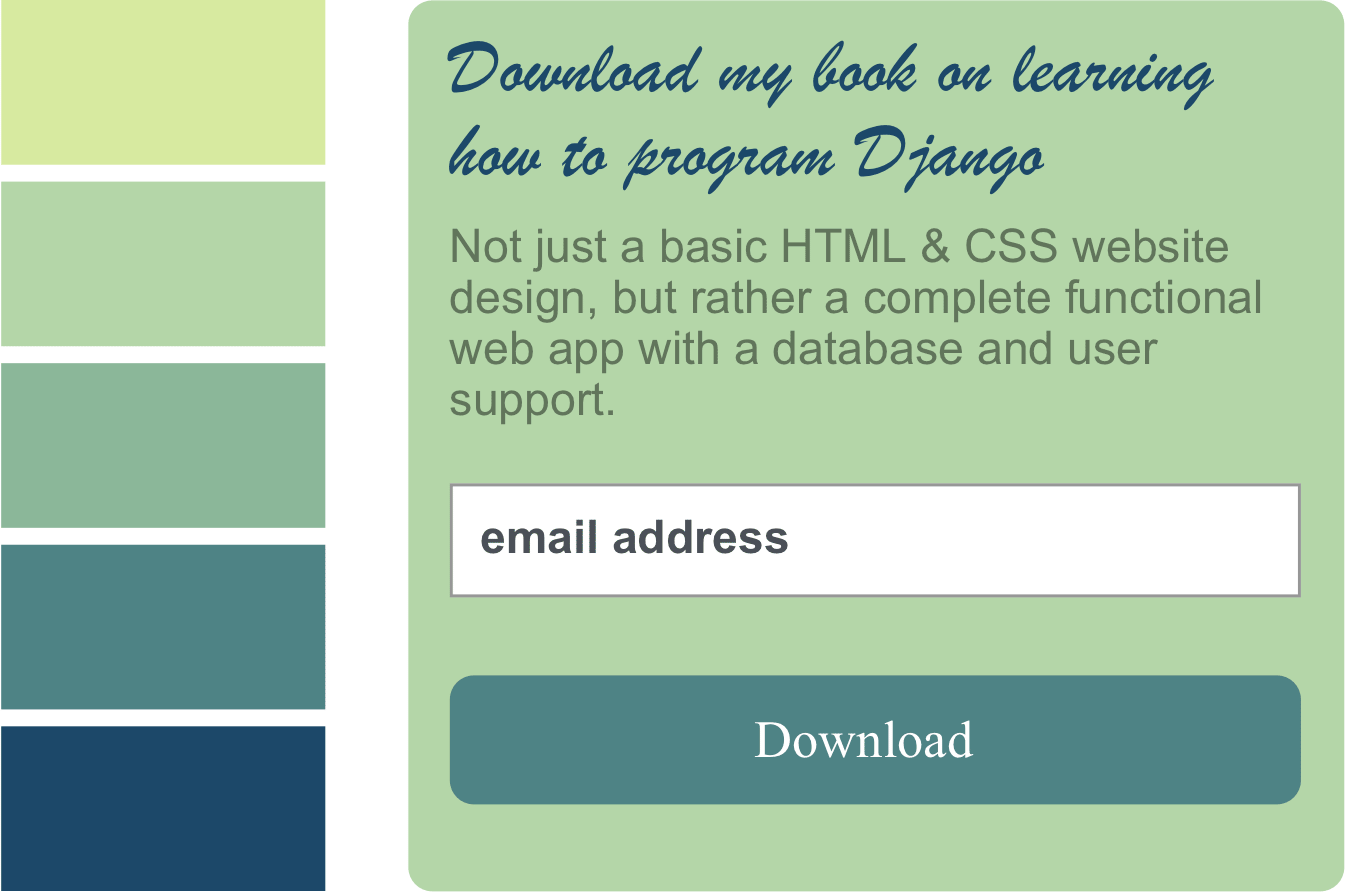 Download my book on learning
how to program Django
Not just a basic HTML & CSS website
design, but rather a complete functional
web app with a database and user
support.
email address
Download